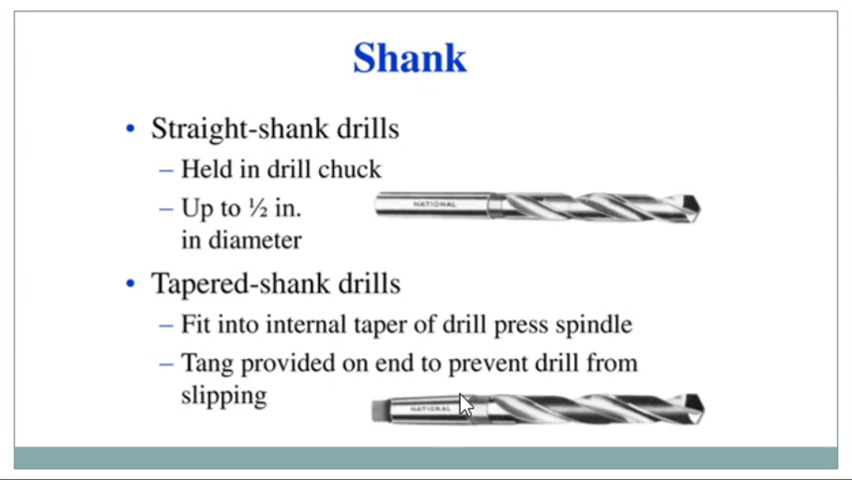 Shank
• Straight-shank drills
– Held in drill chuck
– Up to ½ in.
in diameter
NATIONAL
• Tapered-shank drills
– Fit into internal taper of drill press spindle
– Tang provided on end to prevent drill from
slipping
NATIONAL